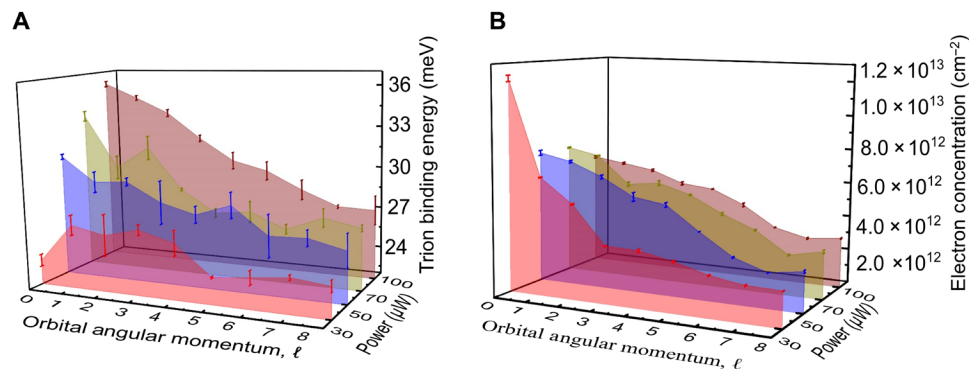 A
36
33
30
27
24
Trion binding energy (meV)
0
1
2
3
4
5
6
7
8
Orbital angular momentum, ℓ
30
50
70
100
Power (µW)
B
1.2 × 10¹³
1.0 × 10¹³
8.0 × 10¹²
6.0 × 10¹²
4.0 × 10¹²
2.0 × 10¹²
Electron concentration (cm⁻²)
0
1
2
3
4
5
6
7
8
Orbital angular momentum, ℓ
30
50
70
100
Power (µW)